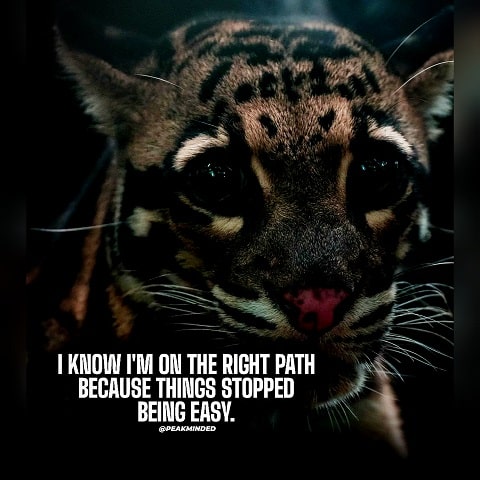 I KNOW I'M ON THE RIGHT PATH
BECAUSE THINGS STOPPED
BEING EASY.
@PEAKMINDED